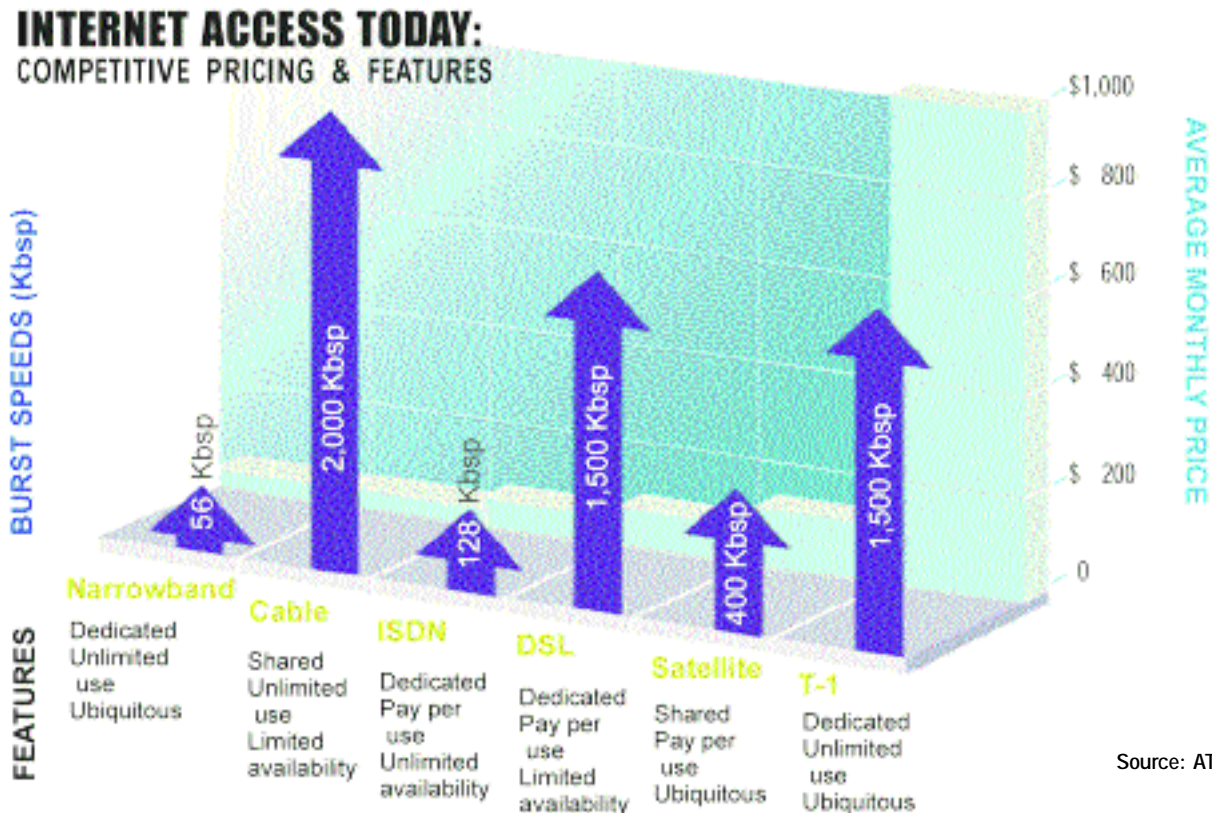 INTERNET ACCESS TODAY:
COMPETITIVE PRICING & FEATURES
BURST SPEEDS (Kbsp)
AVERAGE MONTHLY PRICE
$1,000
$ 800
$ 600
$ 400
$ 200
0
56 Kbsp
2,000 Kbsp
128 Kbsp
1,500 Kbsp
400 Kbsp
1,500 Kbsp
FEATURES
Narrowband
Dedicated
Unlimited
use
Ubiquitous
Cable
Shared
Unlimited
use
Limited
availability
ISDN
Dedicated
Pay per
use
Unlimited
availability
DSL
Dedicated
Pay per
use
Limited
availability
Satellite
Shared
Pay per
use
Ubiquitous
T-1
Dedicated
Unlimited
use
Ubiquitous
Source: AT